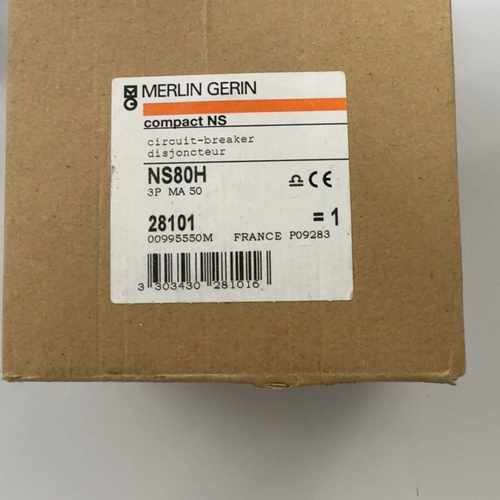 MERLIN GERIN
compact NS
circuit-breaker
disjoncteur
NS80H
3P MA 50
CE
28101 = 1
00995550M FRANCE P09283
3 303430 281016